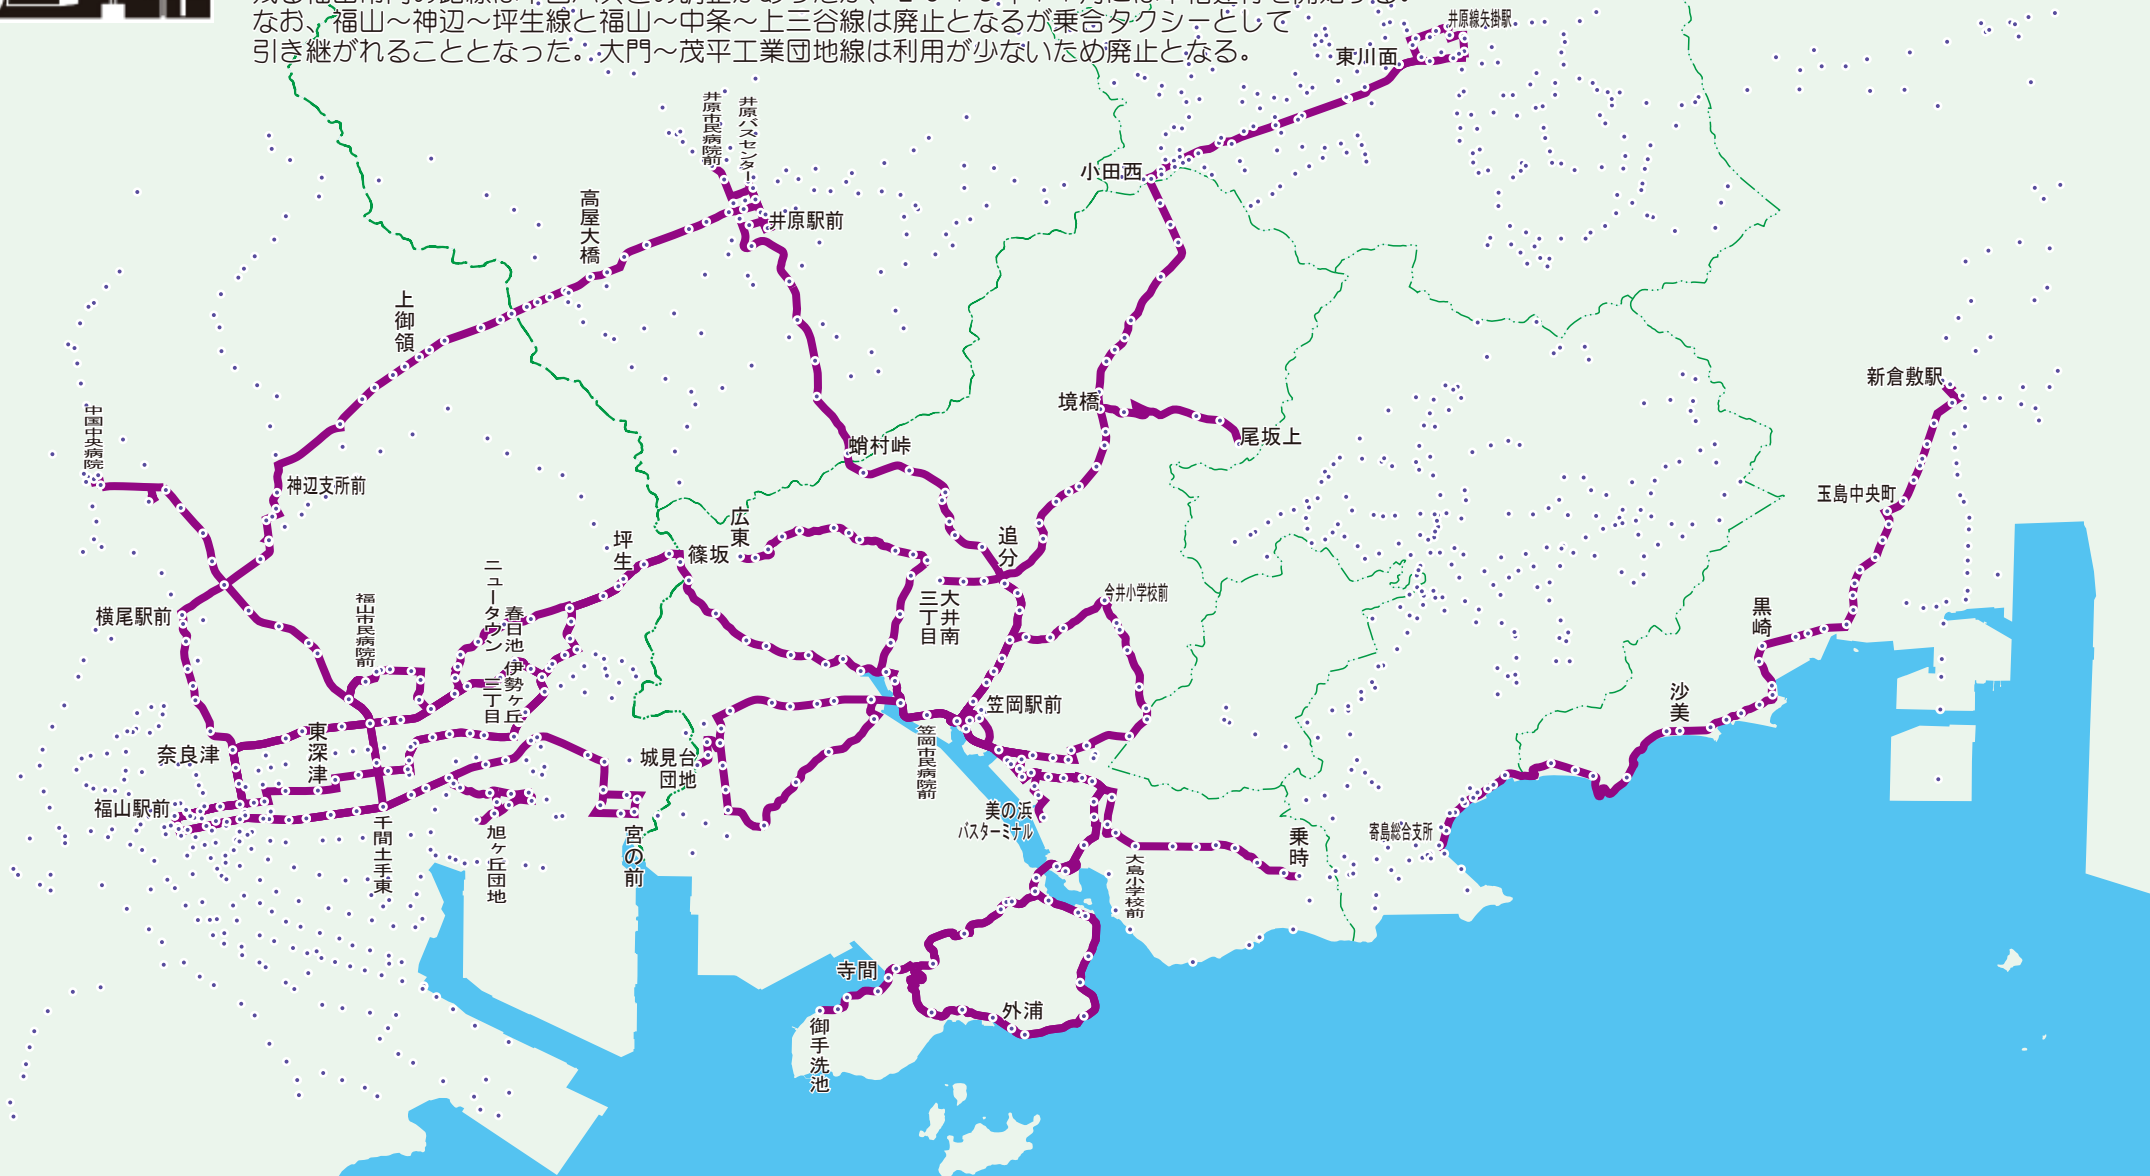 なお、福山～神辺～坪生線と福山～中条～上三谷線は廃止となるが乗合タクシーとして
引き継がれることとなった。大門～茂平工業団地線は利用が少ないため廃止となる。
井原線矢掛駅
東川面
井原市民病院前
井原バスセンター
小田西
高屋大橋
井原駅前
上御領
新倉敷駅
境橋
尾坂上
中国中央病院
蛸村峠
神辺支所前
玉島中央町
広東
坪生
篠坂
追分
ニュータウン
春日池
福山市民病院前
横尾駅前
大井南
三丁目
今井小学校前
黒崎
伊勢ヶ丘
三丁目
笠岡駅前
沙美
東深津
奈良津
笠岡市民病院前
城見台
団地
福山駅前
美の浜
バスターミナル
千間土手東
旭ヶ丘団地
宮の前
大島小学校前
乗時
寄島総合支所
寺間
外浦
御手洗池